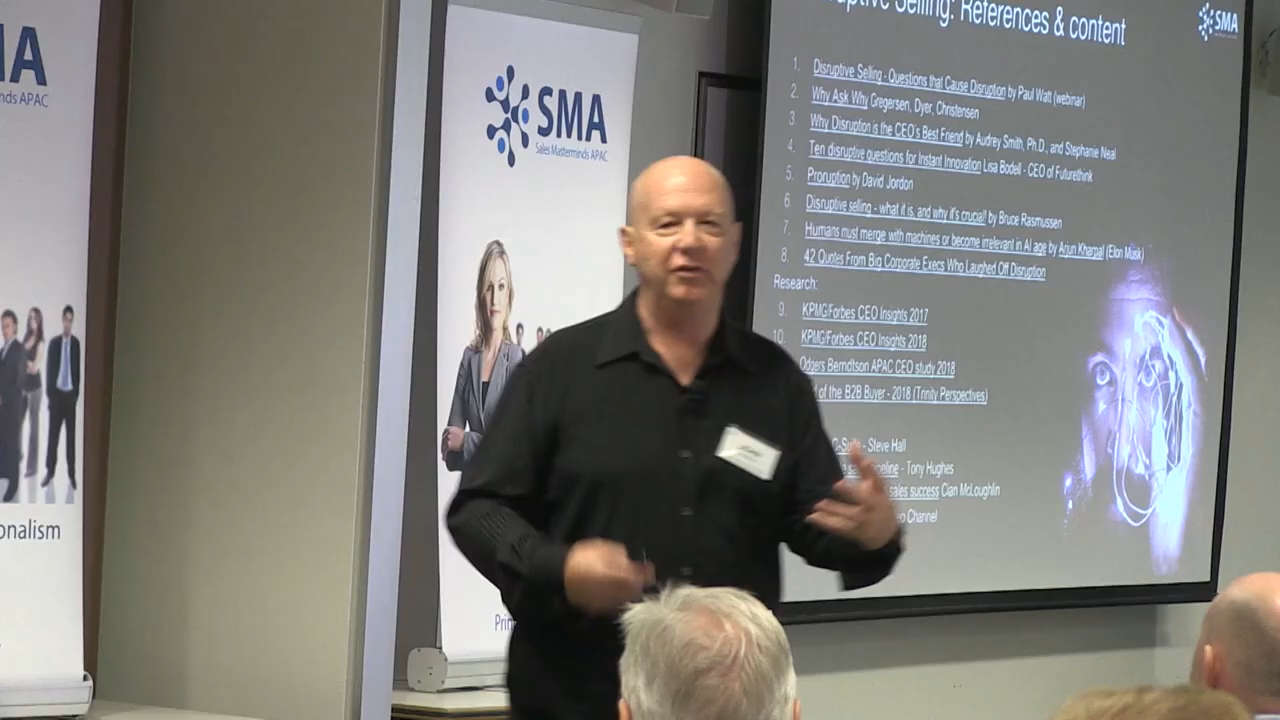 IA
nds APAC
onalism
SMA
Sales Masterminds APAC
Prin
uptive Selling: References & content
SMA
1. Disruptive Selling - Questions that Cause Disruption by Paul Watt (webinar)
2. Why Ask Why Gregersen, Dyer, Christensen
3. Why Disruption is the CEO's Best Friend by Audrey Smith, Ph.D., and Stephanie Neal
4. Ten disruptive questions for Instant Innovation Lisa Bodell - CEO of Futurethink
5. Proruption by David Jordon
6. Disruptive selling - what it is, and why it's crucial! by Bruce Rasmussen
7. Humans must merge with machines or become irrelevant in AI age by Arjun Kharpal (Elon Musk)
8. 42 Quotes From Big Corporate Execs Who Laughed Off Disruption
Research:
9. KPMG/Forbes CEO Insights 2017
10. KPMG/Forbes CEO Insights 2018
Odgers Berndtson APAC CEO study 2018
of the B2B Buyer - 2018 (Trinity Perspectives)
C-Suite - Steve Hall
pipeline - Tony Hughes
sales success Cian McLoughlin
eo Channel